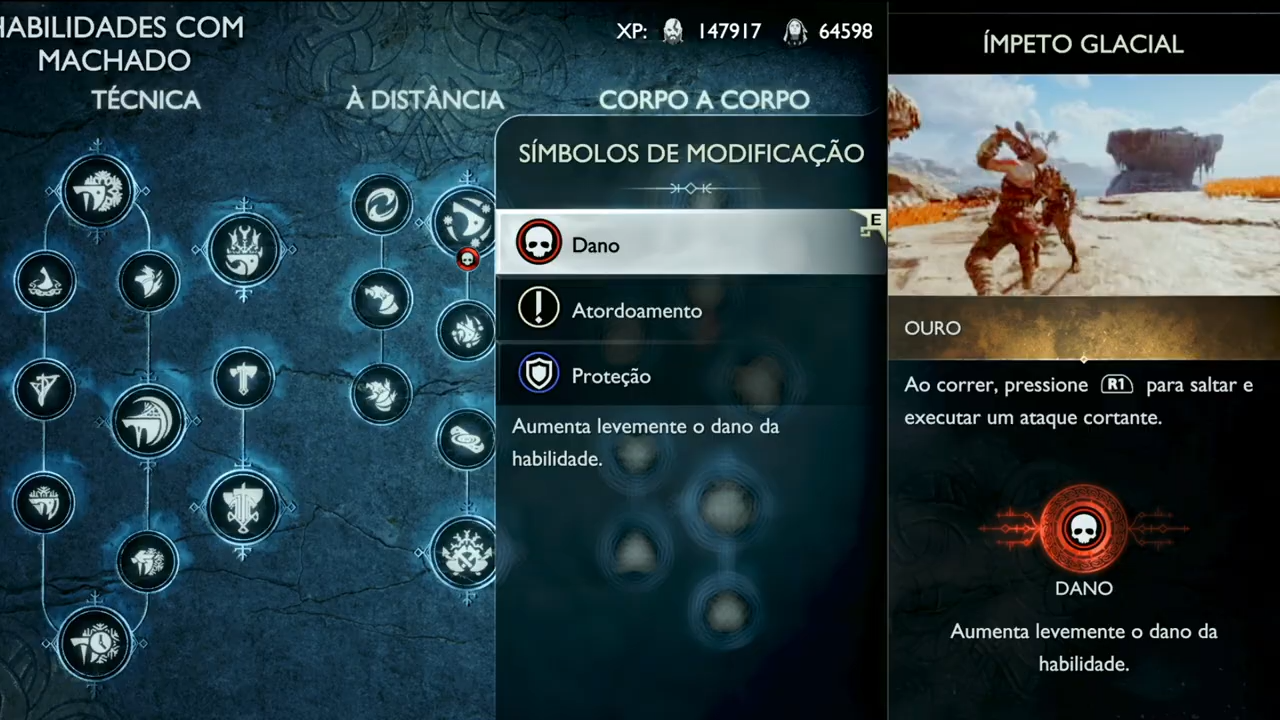 HABILIDADES COM
MACHADO
XP: 147917 64598
TÉCNICA
À DISTÂNCIA
CORPO A CORPO
SÍMBOLOS DE MODIFICAÇÃO
E
Dano
Atordoamento
Proteção
Aumenta levemente o dano da
habilidade.
ÍMPETO GLACIAL
OURO
Ao correr, pressione R1 para saltar e
executar um ataque cortante.
DANO
Aumenta levemente o dano da
habilidade.